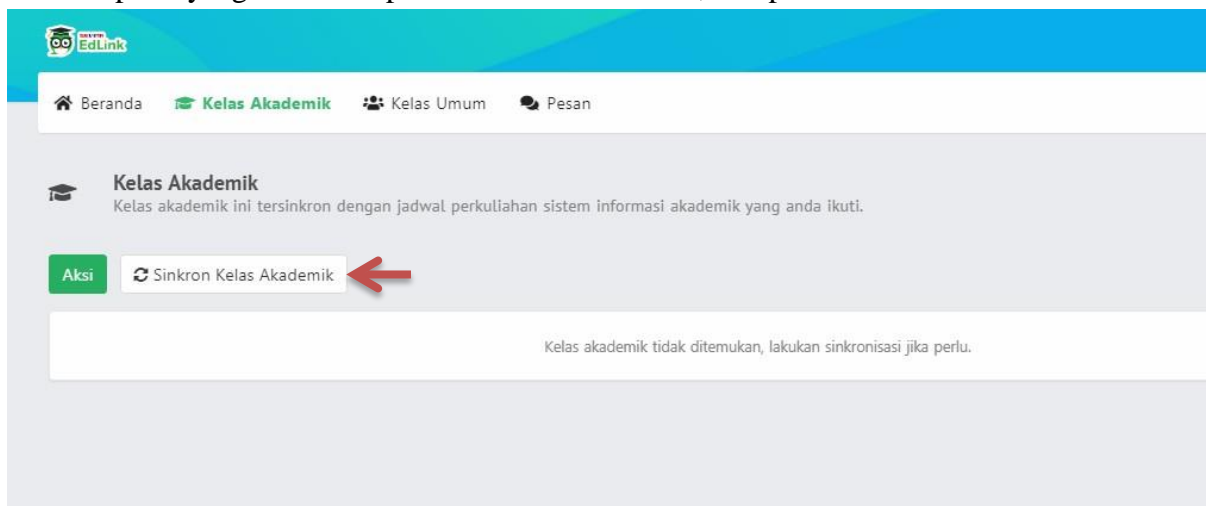 EdLink
Beranda Kelas Akademik Kelas Umum Pesan
Kelas Akademik
Kelas akademik ini tersinkron dengan jadwal perkuliahan sistem informasi akademik yang anda ikuti.
Aksi Sinkron Kelas Akademik
Kelas akademik tidak ditemukan, lakukan sinkronisasi jika perlu.